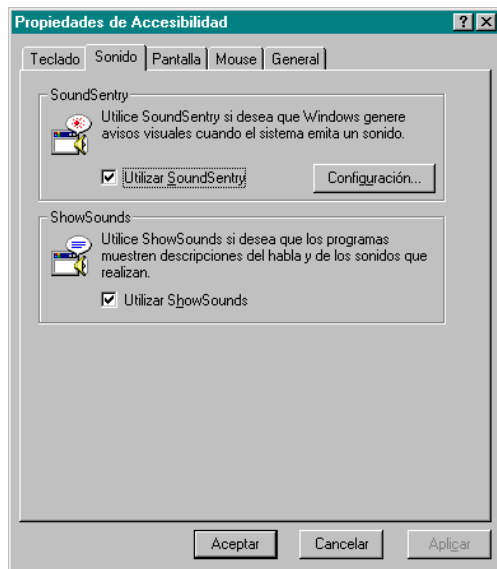 Propiedades de Accesibilidad
Teclado Sonido Pantalla Mouse General
SoundSentry
Utilice SoundSentry si desea que Windows genere
avisos visuales cuando el sistema emita un sonido.
Utilizar SoundSentry Configuración...
ShowSounds
Utilice ShowSounds si desea que los programas
muestren descripciones del habla y de los sonidos que
realizan.
Utilizar ShowSounds
Aceptar Cancelar Aplicar